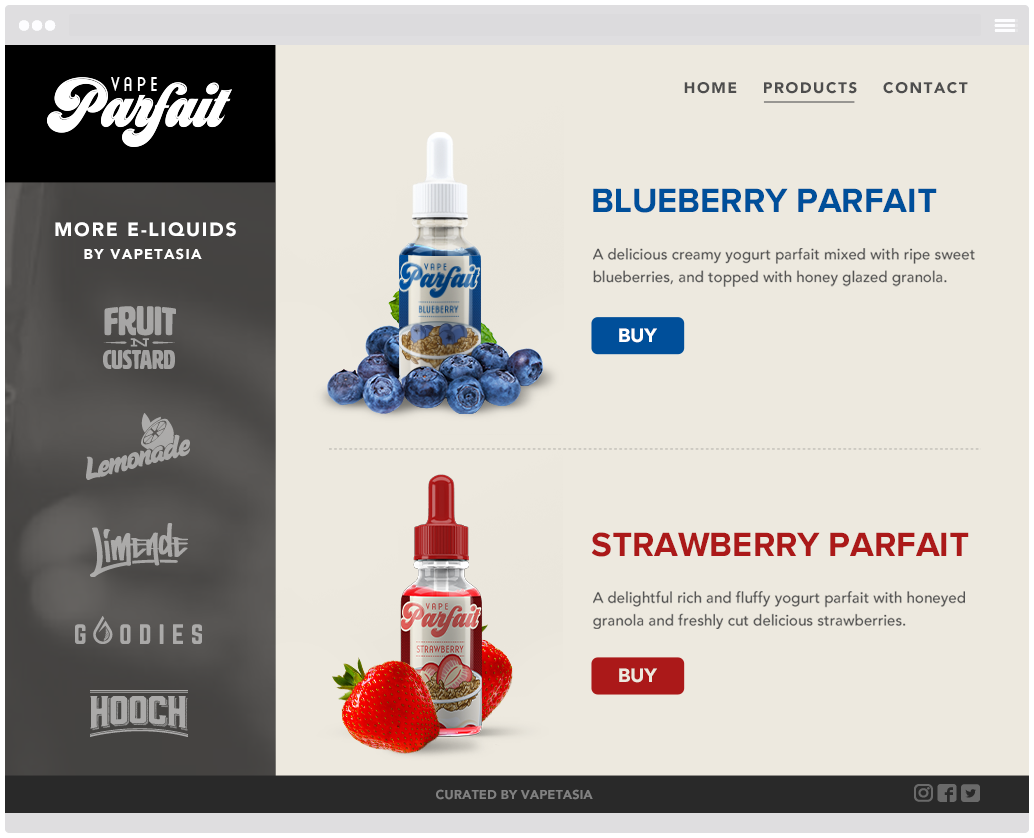 VAPE
Parfait
HOME PRODUCTS CONTACT
MORE E-LIQUIDS
BY VAPETASIA
FRUIT
N
CUSTARD
Lemonade
Limeade
GOODIES
HOOCH
VAPE
Parfait
BLUEBERRY
BLUEBERRY PARFAIT
A delicious creamy yogurt parfait mixed with ripe sweet
blueberries, and topped with honey glazed granola.
BUY
VAPE
Parfait
STRAWBERRY
STRAWBERRY PARFAIT
A delightful rich and fluffy yogurt parfait with honeyed
granola and freshly cut delicious strawberries.
BUY
CURATED BY VAPETASIA